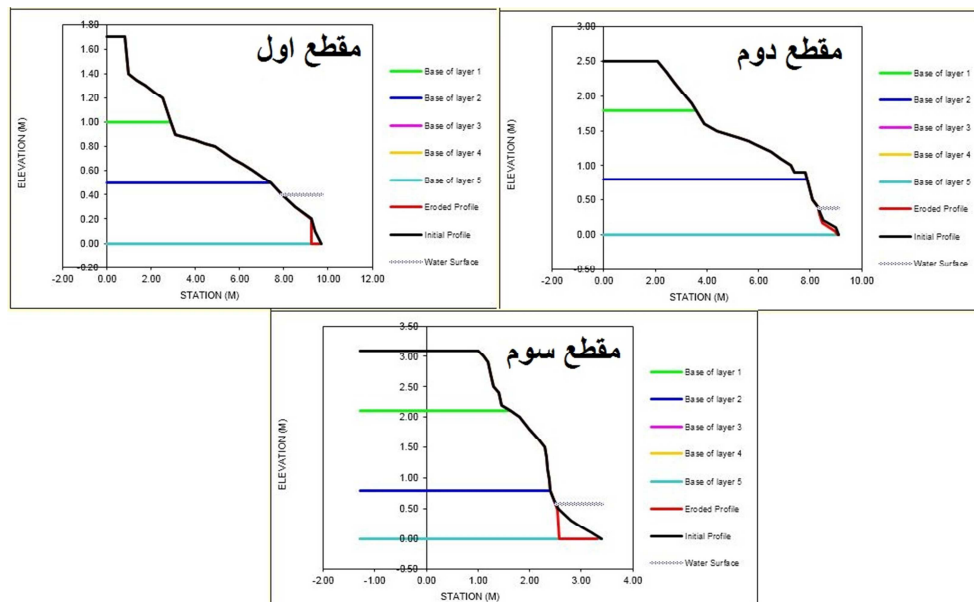 مقطع اول
1.80
1.40
1.20
1.00
0.80
0.60
0.40
0.20
0.00
-0.20
-2.00 0.00 2.00 4.00 6.00 8.00 10.00 12.00
ELEVATION (M)
STATION (M)
Base of layer 1
Base of layer 2
Base of layer 3
Base of layer 4
Base of layer 5
Eroded Profile
Initial Profile
Water Surface
مقطع دوم
3.00
2.50
2.00
1.50
1.00
0.50
0.00
-0.50
-2.00 0.00 2.00 4.00 6.00 8.00 10.00
ELEVATION (M)
STATION (M)
Base of layer 1
Base of layer 2
Base of layer 3
Base of layer 4
Base of layer 5
Eroded Profile
Initial Profile
Water Surface
مقطع سوم
3.50
3.00
2.50
2.00
1.50
1.00
0.50
0.00
-0.50
-2.00 -1.00 0.00 1.00 2.00 3.00 4.00
ELEVATION (M)
STATION (M)
Base of layer 1
Base of layer 2
Base of layer 3
Base of layer 4
Base of layer 5
Eroded Profile
Initial Profile
Water Surface